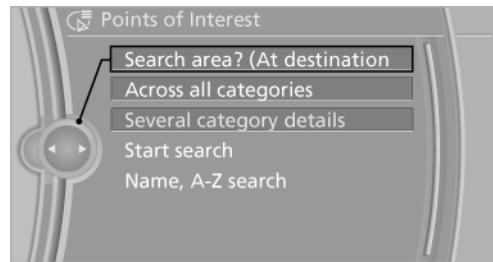 Points of Interest
Search area? (At destination
Across all categories
Several category details
Start search
Name, A-Z search